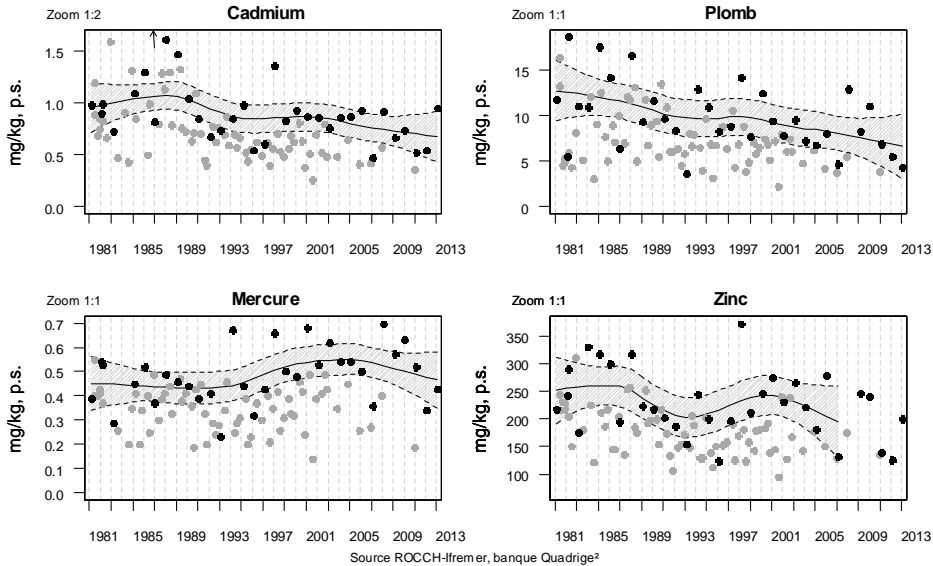 Zoom 1:2
Cadmium
Zoom 1:1
Plomb
mg/kg, p.s.
1.5
1.0
0.5
0.0
mg/kg, p.s.
15
10
5
0
1981 1985 1989 1993 1997 2001 2005 2009 2013
1981 1985 1989 1993 1997 2001 2005 2009 2013
Zoom 1:1
Mercure
Zoom 1:1
Zinc
mg/kg, p.s.
0.7
0.6
0.5
0.4
0.3
0.2
0.1
0.0
mg/kg, p.s.
350
300
250
200
150
100
1981 1985 1989 1993 1997 2001 2005 2009 2013
1981 1985 1989 1993 1997 2001 2005 2009 2013
Source ROCCH-Ifremer, banque Quadrige²